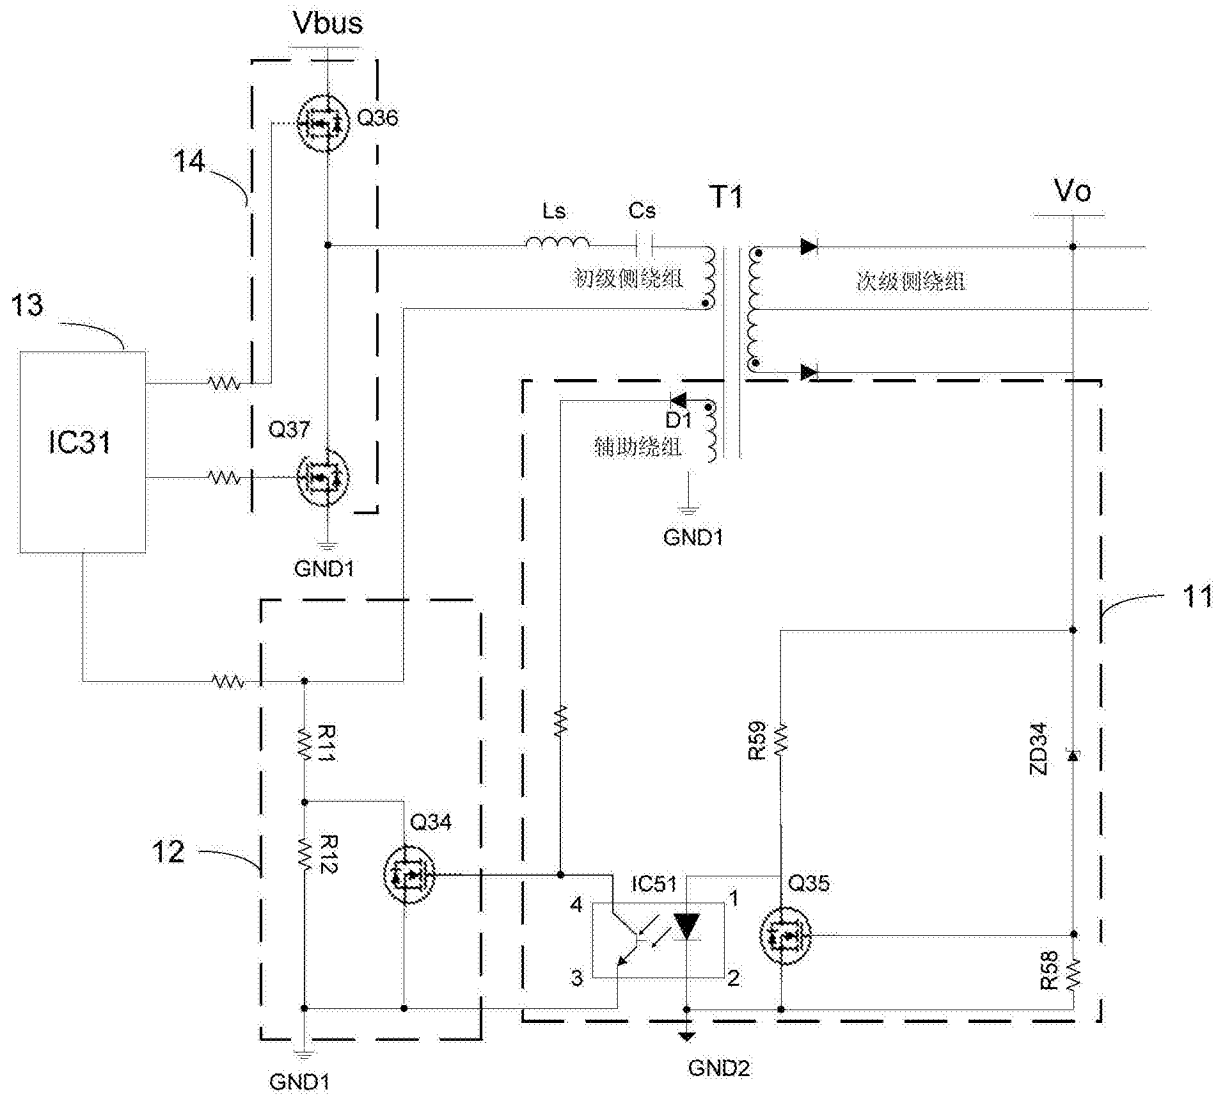 Vbus
Q36
14
T1
Vo
Ls
Cs
初级侧绕组
次级侧绕组
13
IC31
Q37
D1
辅助绕组
GND1
GND1
11
R11
R59
ZD34
Q34
R12
12
IC51
Q35
4
1
3
2
R58
GND2
GND1